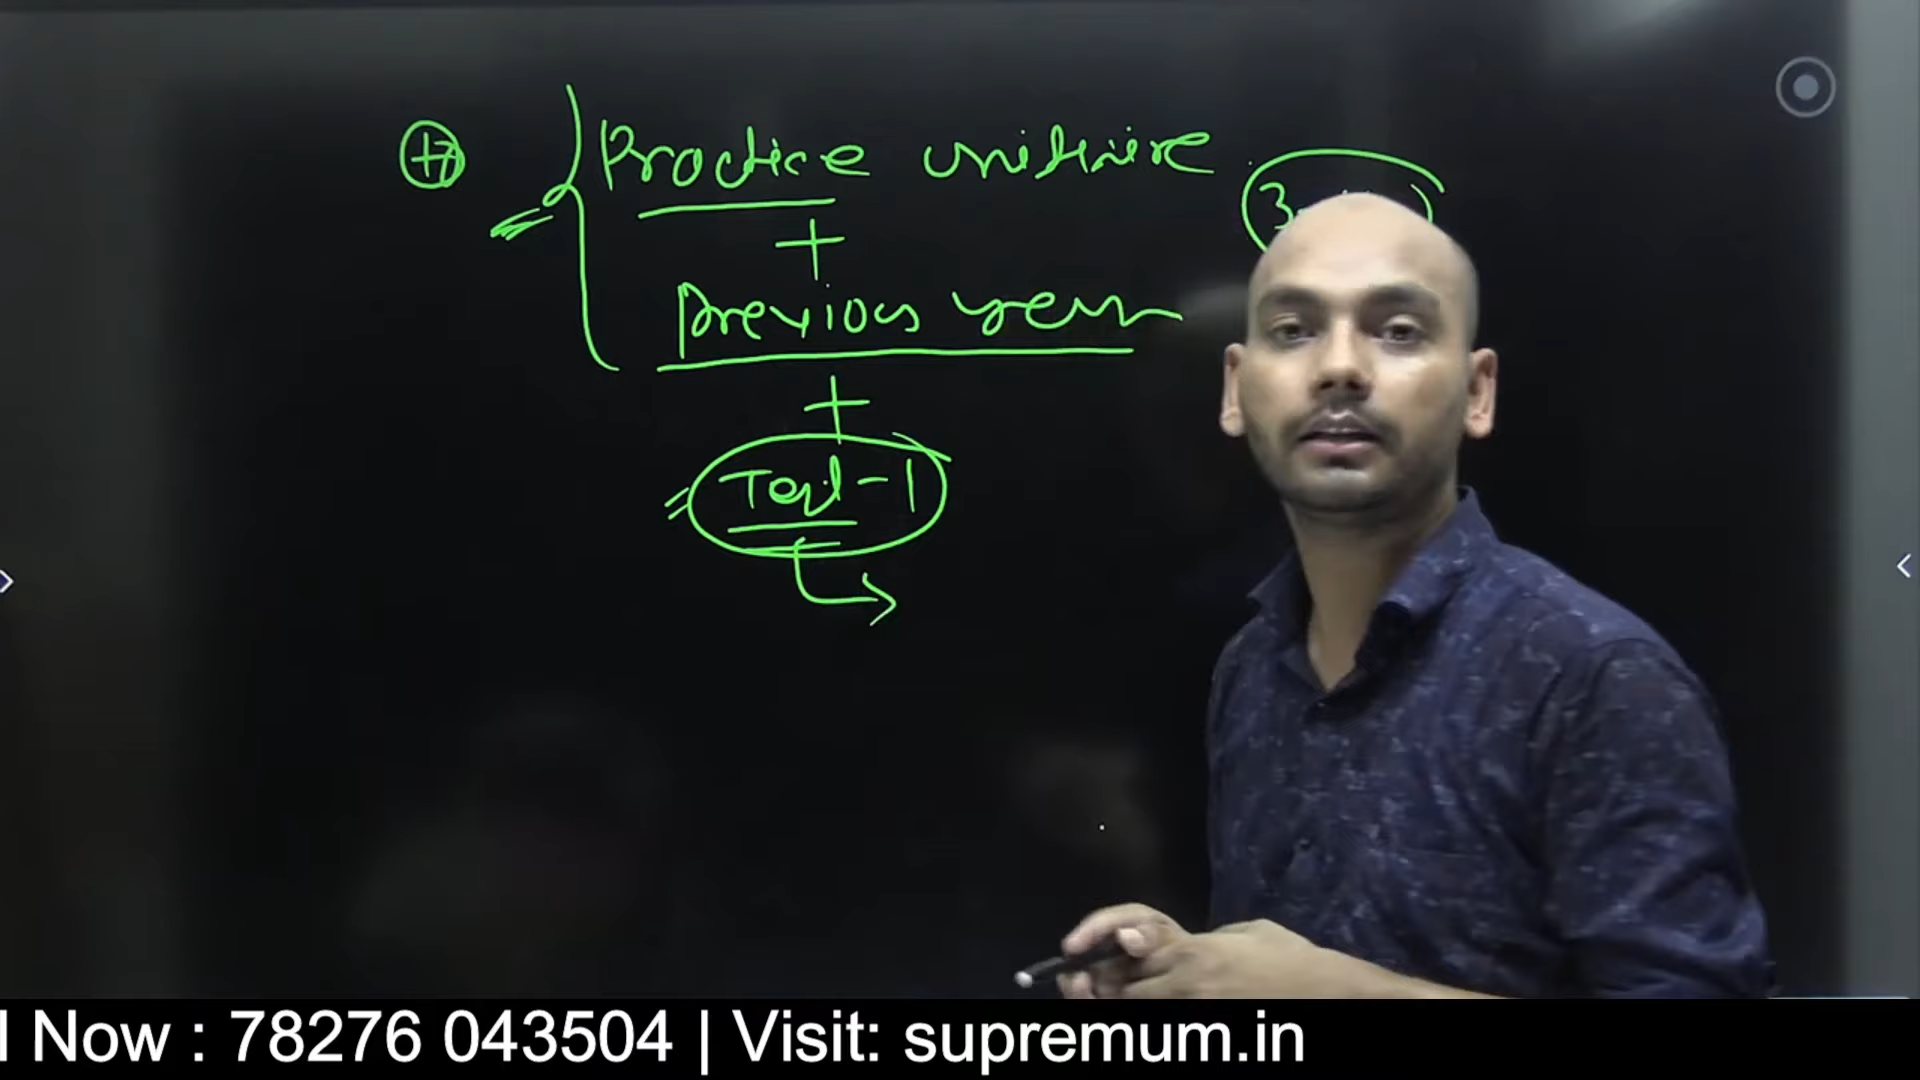 Practice unitwise
+
previous year
+
Test-1
l Now : 78276 043504 | Visit: supremum.in